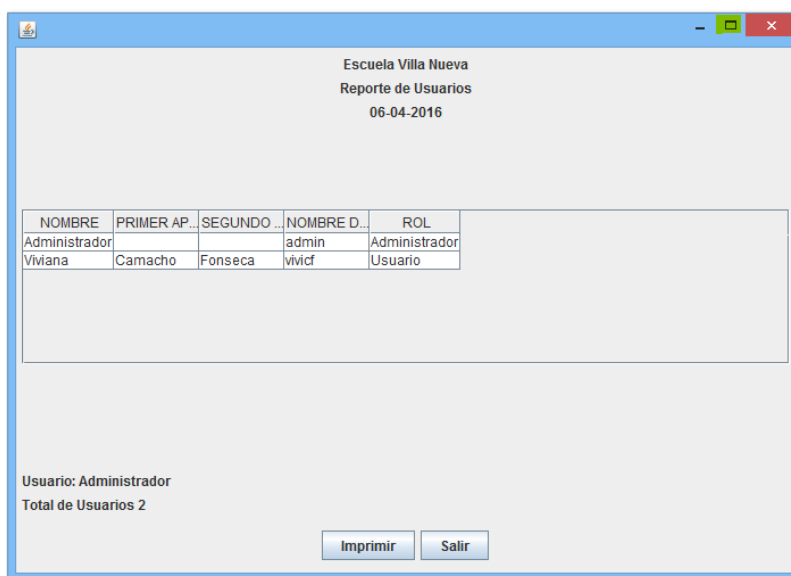 Escuela Villa Nueva
Reporte de Usuarios
06-04-2016
NOMBRE PRIMER AP... SEGUNDO ... NOMBRE D... ROL
Administrador admin Administrador
Viviana Camacho Fonseca vivicf Usuario
Usuario: Administrador
Total de Usuarios 2
Imprimir Salir